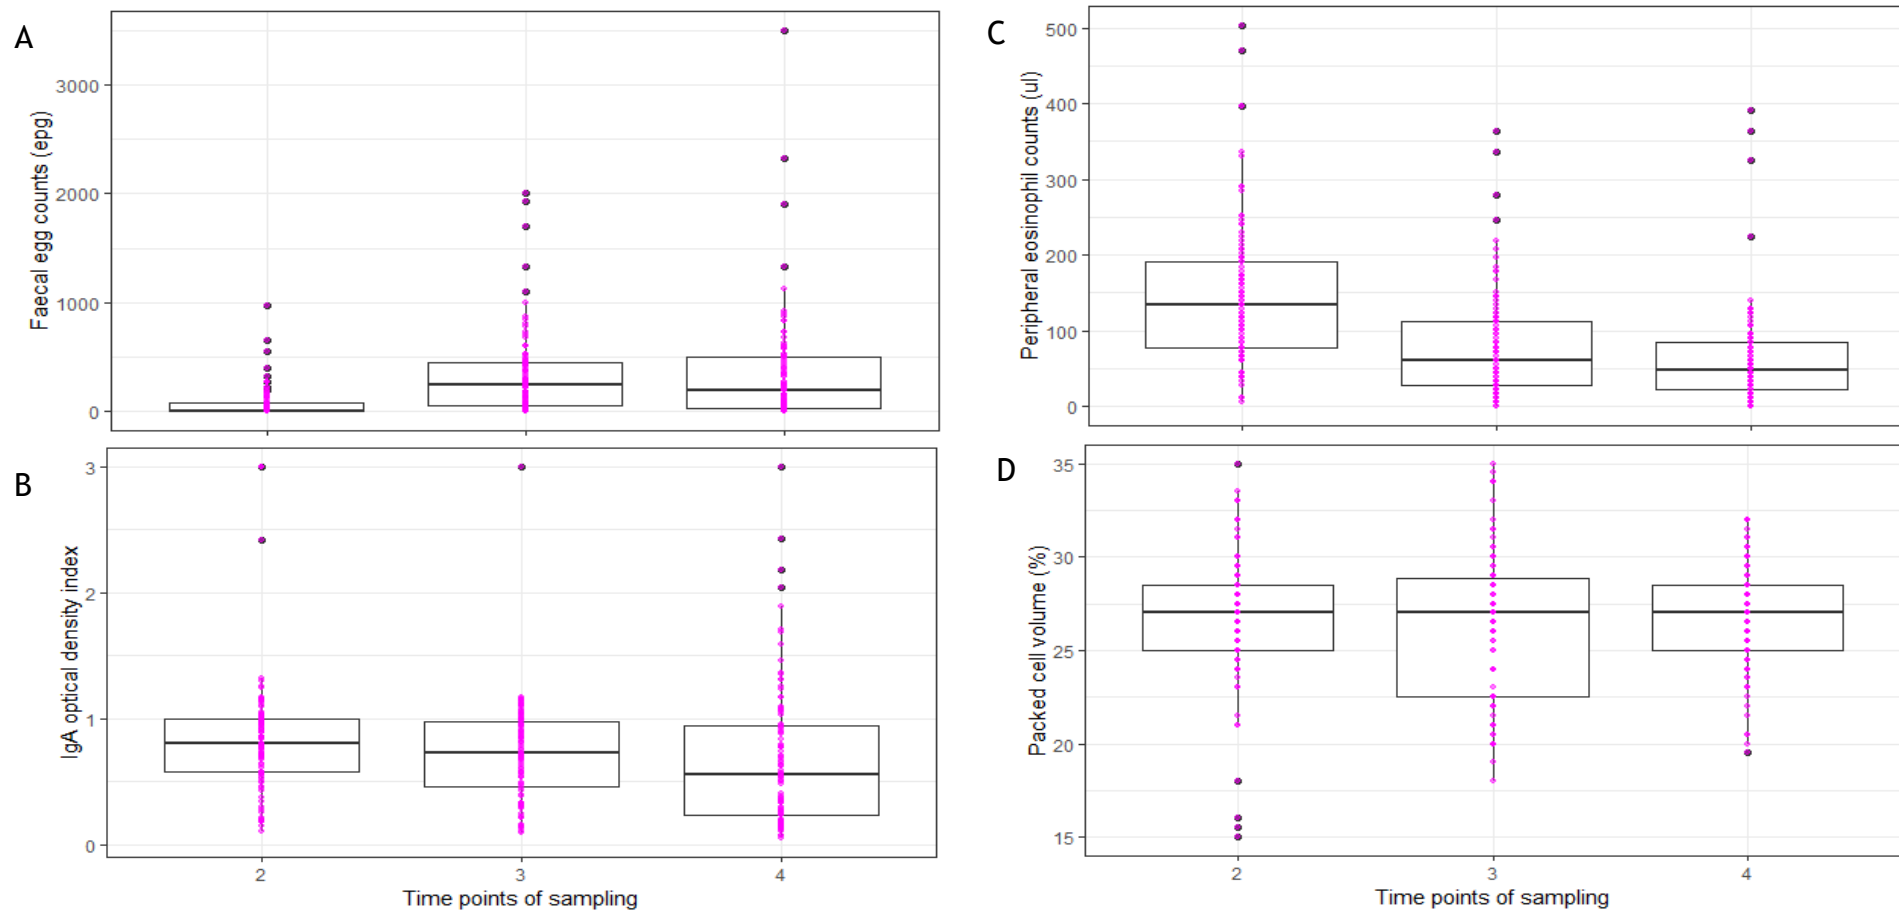 A
Faecal egg counts (epg)
3000
2000
1000
0
B
IgA optical density index
3
2
1
0
2 3 4
Time points of sampling
C
Peripheral eosinophil counts (ul)
500
400
300
200
100
0
D
Packed cell volume (%)
35
30
25
20
15
2 3 4
Time points of sampling